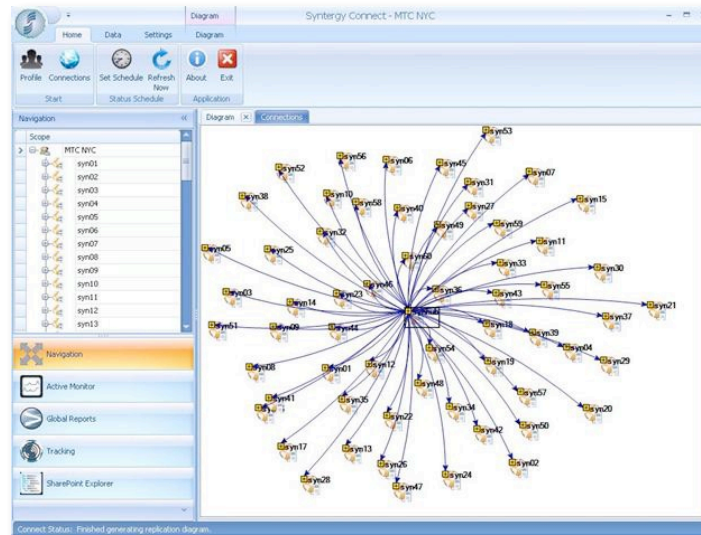 Diagram
Syntergy Connect - MTC NYC
Home Data Settings Diagram
Profile Connections Set Schedule Refresh Now About Exit
Start Status Schedule Application
Navigation
Diagram Connections
Scope
MTC NYC
syn01
syn02
syn03
syn04
syn05
syn06
syn07
syn08
syn09
syn10
syn11
syn12
syn13
Navigation
Active Monitor
Global Reports
Tracking
SharePoint Explorer
syn53
syn56
syn06
syn45
syn52
syn07
syn31
syn38
syn10
syn58
syn40
syn27
syn15
syn49
syn59
syn32
syn11
syn05
syn25
syn60
syn33
syn30
syn46
syn03
syn23
syn36
syn43
syn55
syn14
syn21
syn51
syn09
syn44
syn18
syn37
syn39
syn54
syn04
syn08
syn01
syn12
syn19
syn29
syn48
syn41
syn35
syn57
syn34
syn20
syn22
syn42
syn50
syn17
syn13
syn26
syn02
syn28
syn47
syn24
Connect Status: Finished generating replication diagram.